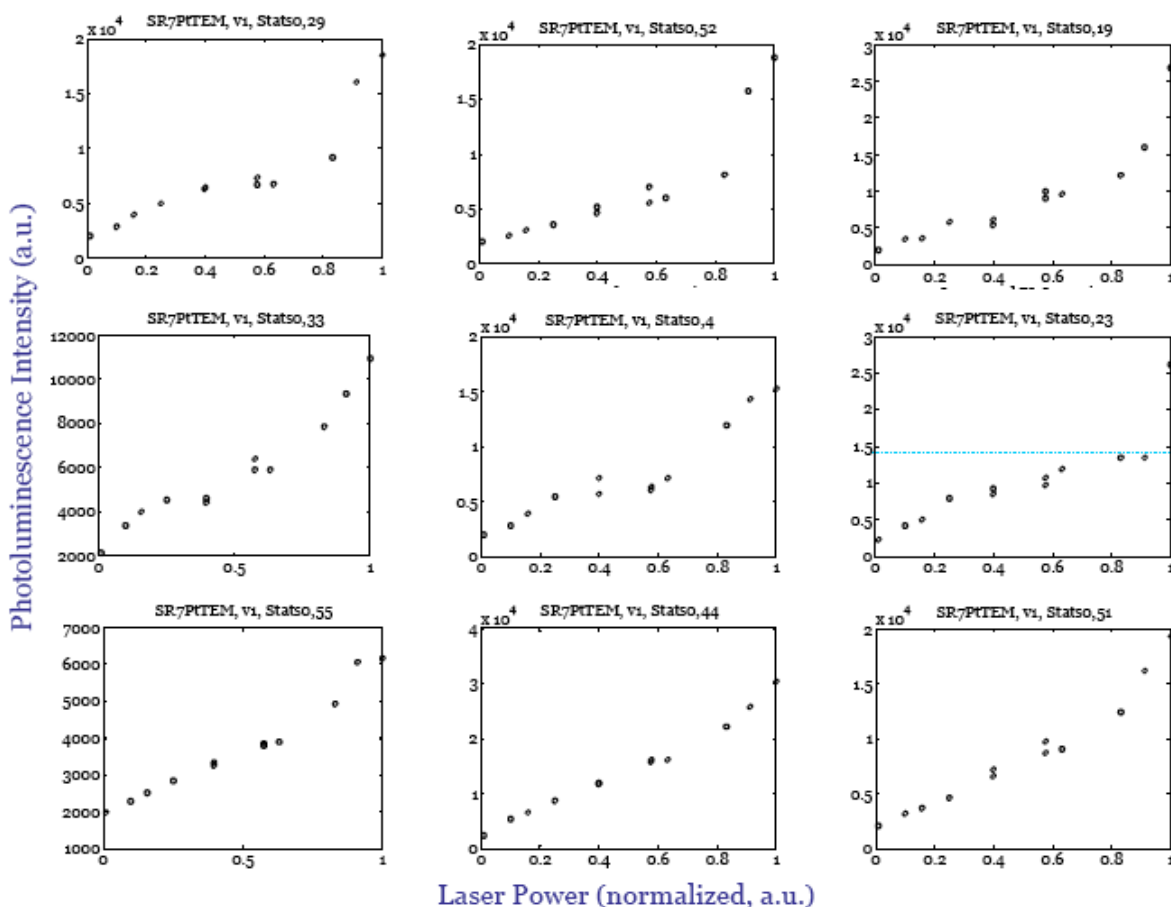 SR7PtTEM, v1, Stats0,29
x 10^4
2
1.5
1
0.5
0
0 0.2 0.4 0.6 0.8 1
SR7PtTEM, v1, Stats0,52
x 10^4
2
1.5
1
0.5
0
0 0.2 0.4 0.6 0.8 1
SR7PtTEM, v1, Stats0,19
x 10^4
3
2.5
2
1.5
1
0.5
0
0 0.2 0.4 0.6 0.8 1
SR7PtTEM, v1, Stats0,33
12000
10000
8000
6000
4000
2000
0 0.5 1
SR7PtTEM, v1, Stats0,4
x 10^4
2
1.5
1
0.5
0
0 0.2 0.4 0.6 0.8 1
SR7PtTEM, v1, Stats0,23
x 10^4
3
2.5
2
1.5
1
0.5
0
0 0.2 0.4 0.6 0.8 1
SR7PtTEM, v1, Stats0,55
7000
6000
5000
4000
3000
2000
1000
0 0.5 1
SR7PtTEM, v1, Stats0,44
x 10^4
4
3
2
1
0
0 0.2 0.4 0.6 0.8 1
SR7PtTEM, v1, Stats0,51
x 10^4
2
1.5
1
0.5
0
0 0.2 0.4 0.6 0.8 1
Photoluminescence Intensity (a.u.)
Laser Power (normalized, a.u.)